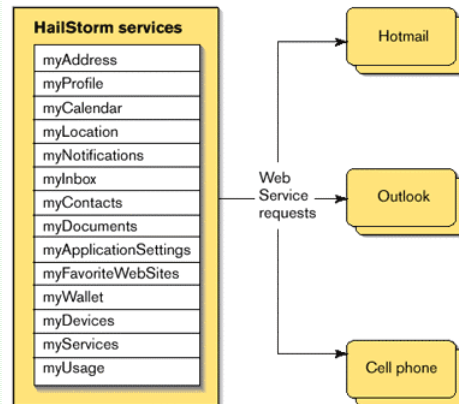 HailStorm services
myAddress
myProfile
myCalendar
myLocation
myNotifications
myInbox
myContacts
myDocuments
myApplicationSettings
myFavoriteWebSites
myWallet
myDevices
myServices
myUsage
Web
Service
requests
Hotmail
Outlook
Cell phone